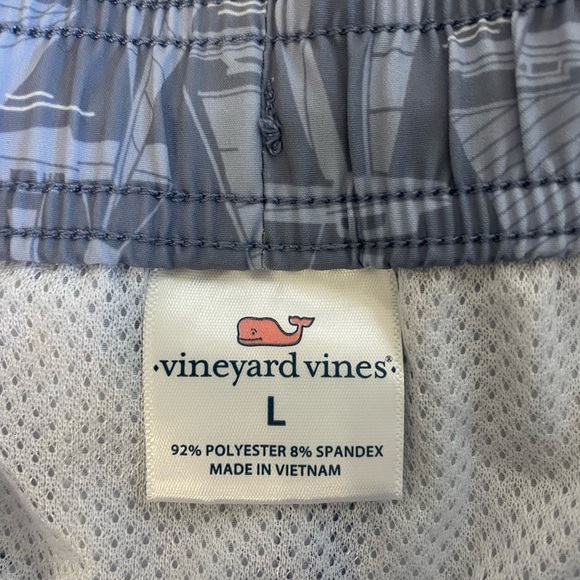 vineyard vines®
L
92% POLYESTER 8% SPANDEX
MADE IN VIETNAM